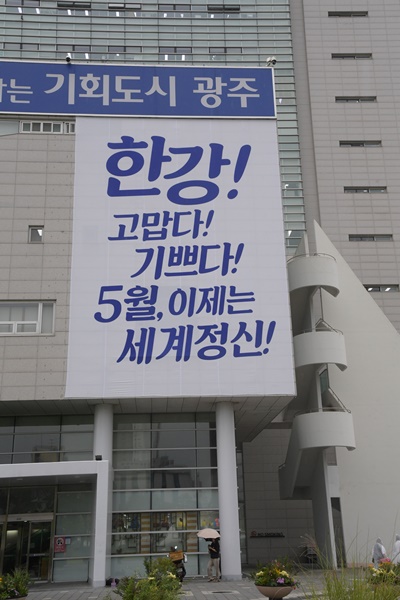 는 기회도시 광주
한강!
고맙다!
기쁘다!
5월, 이제는
세계정신!